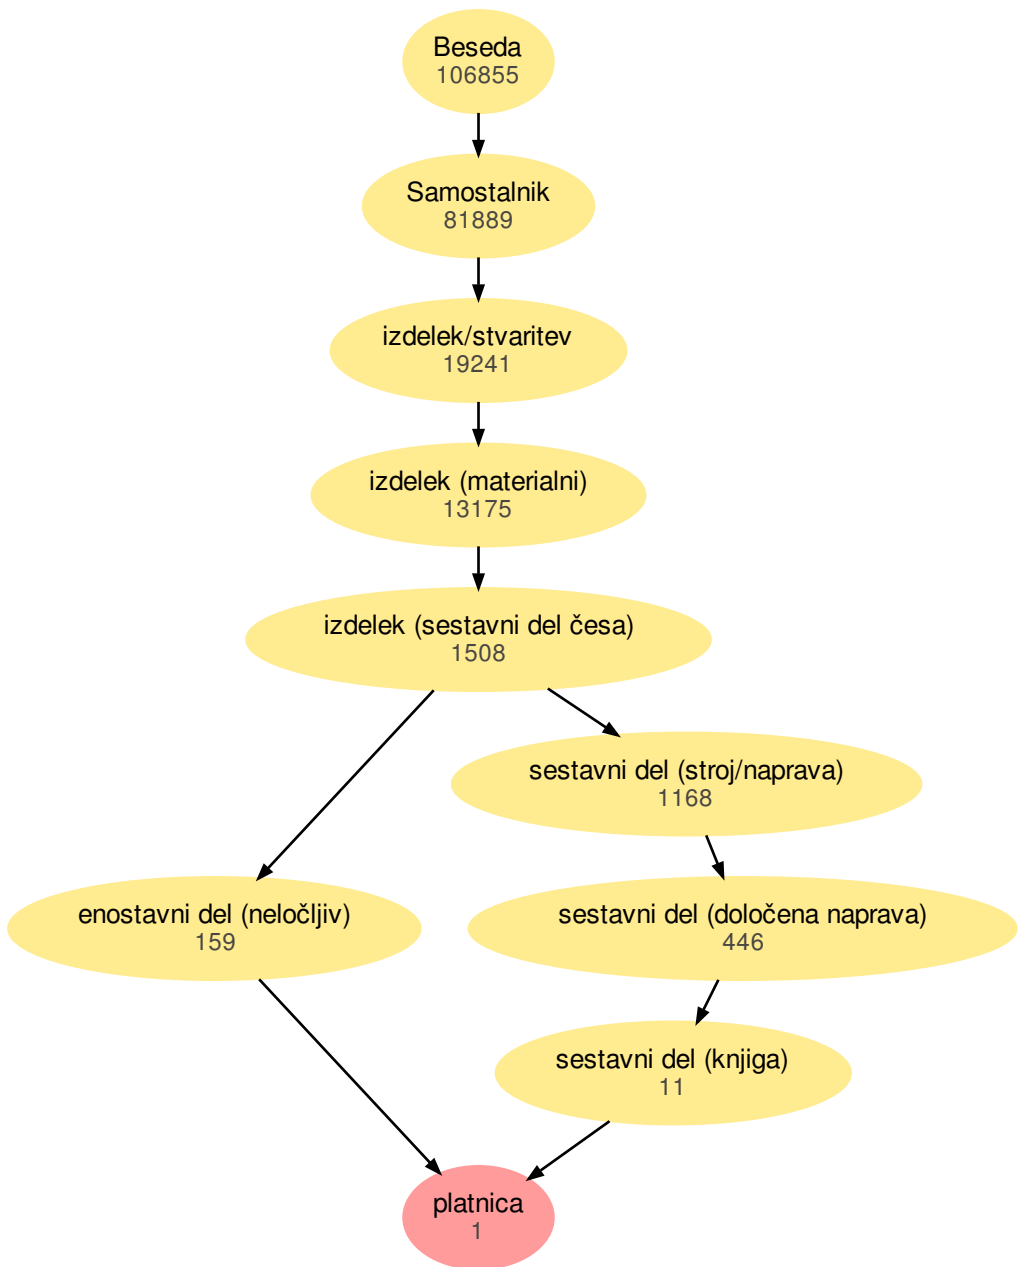 Beseda
106855
Samostalnik
81889
izdelek/stvaritev
19241
izdelek (materialni)
13175
izdelek (sestavni del česa)
1508
sestavni del (stroj/naprava)
1168
enostavni del (neločljiv)
159
sestavni del (določena naprava)
446
sestavni del (knjiga)
11
platnica
1